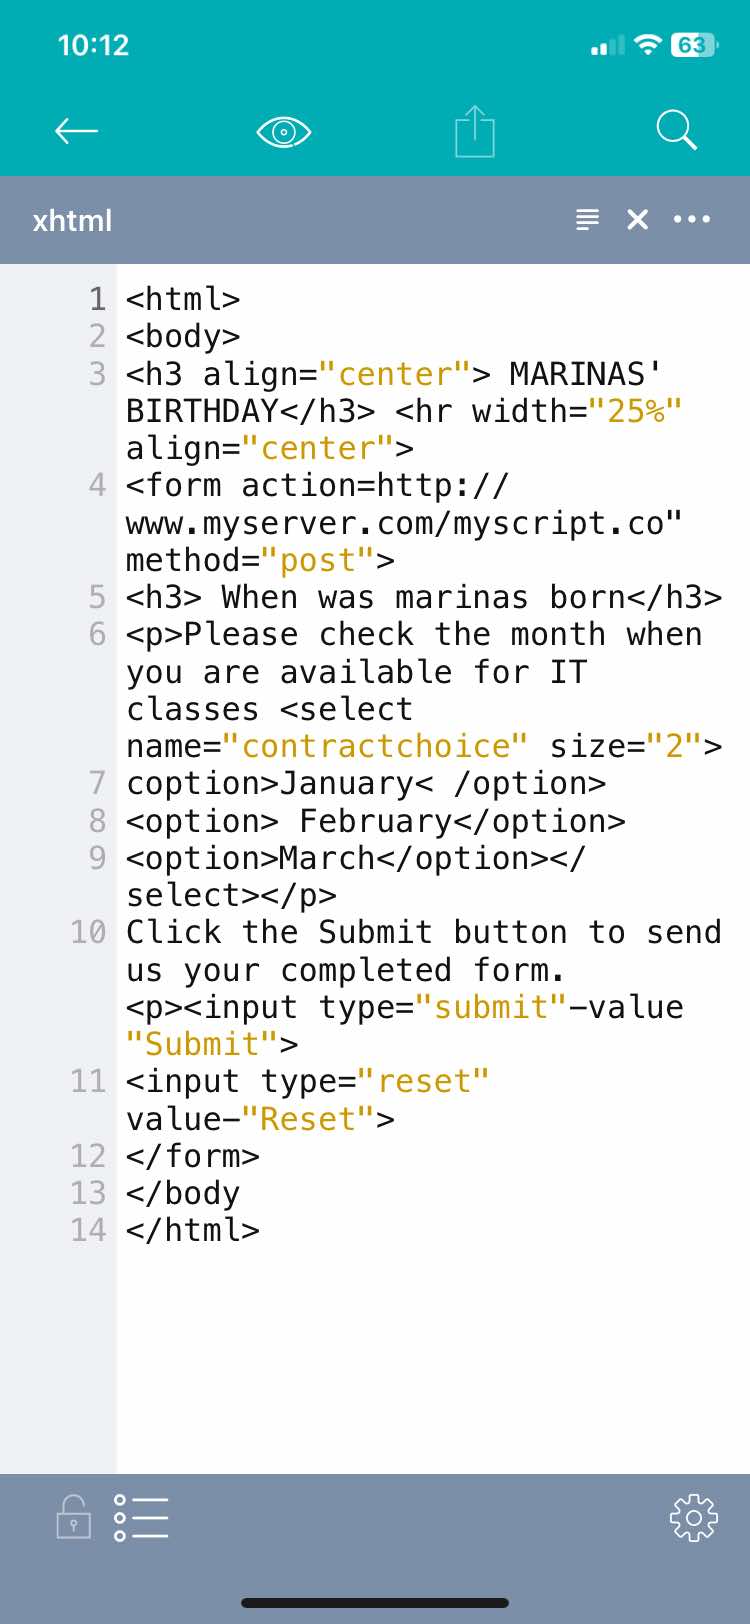 10:12
63
xhtml
1 <html>
2 <body>
3 <h3 align="center"> MARINAS'
BIRTHDAY</h3> <hr width="25%"
align="center">
4 <form action=http://
www.myserver.com/myscript.co"
method="post">
5 <h3> When was marinas born</h3>
6 <p>Please check the month when
you are available for IT
classes <select
name="contractchoice" size="2">
7 coption>January< /option>
8 <option> February</option>
9 <option>March</option></
select></p>
10 Click the Submit button to send
us your completed form.
<p><input type="submit"–value
"Submit">
11 <input type="reset"
value–"Reset">
12 </form>
13 </body
14 </html>